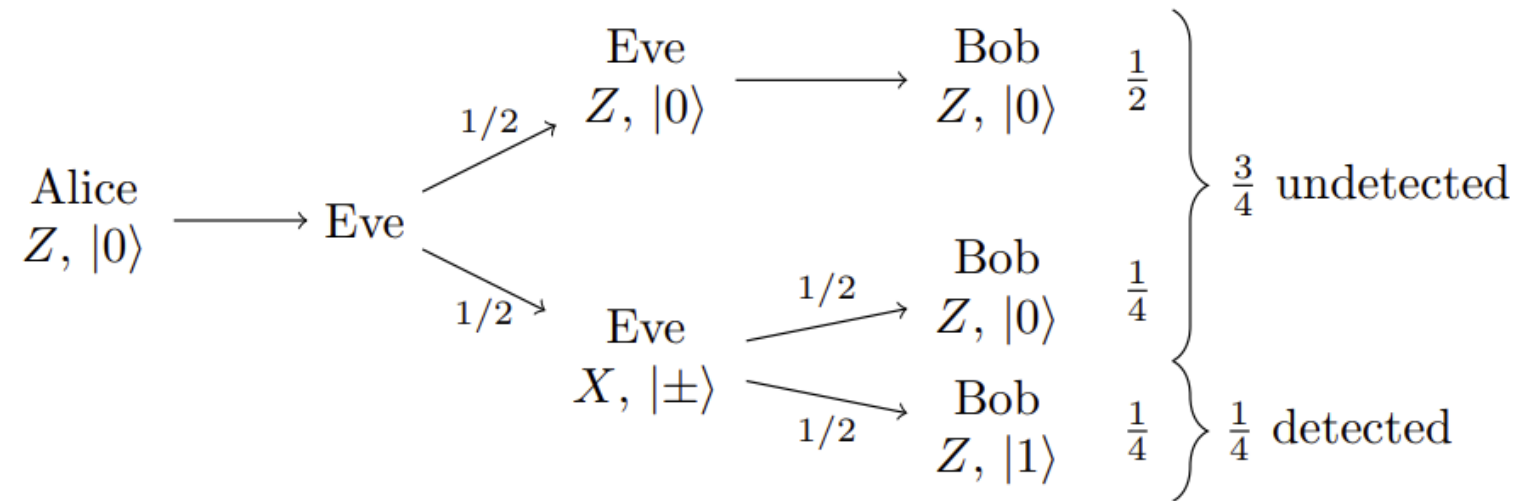 Alice
Z, |0⟩
Eve
1/2
1/2
Eve
Z, |0⟩
Bob
Z, |0⟩
1/2
Eve
X, |±⟩
1/2
1/2
Bob
Z, |0⟩
1/4
Bob
Z, |1⟩
1/4
3/4 undetected
1/4 detected